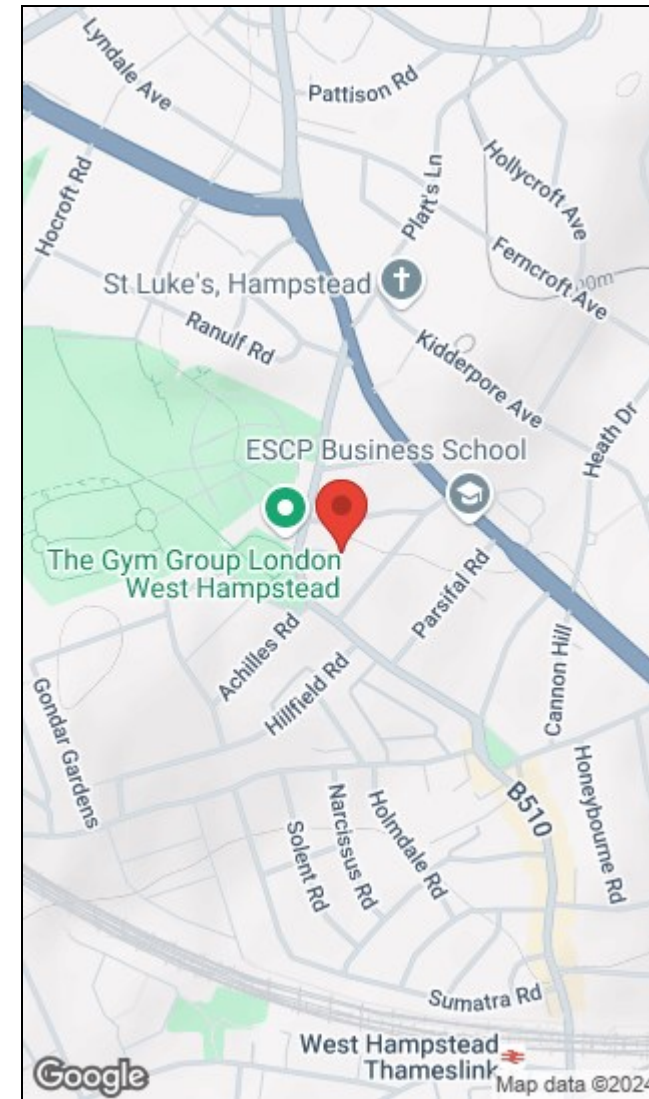 Lyndale Ave
Pattison Rd
Hocroft Rd
Platt's Ln
Hollycroft Ave
Ferncroft Ave
St Luke's, Hampstead
Ranulf Rd
Kidderpore Ave
Heath Dr
ESCP Business School
The Gym Group London
West Hampstead
Parsifal Rd
Achilles Rd
Hillfield Rd
Cannon Hill
Gondar Gardens
B510
Honeybourne Rd
Holmdale Rd
Narcissus Rd
Solent Rd
Sumatra Rd
West Hampstead
Thameslink
Google
Map data ©2024